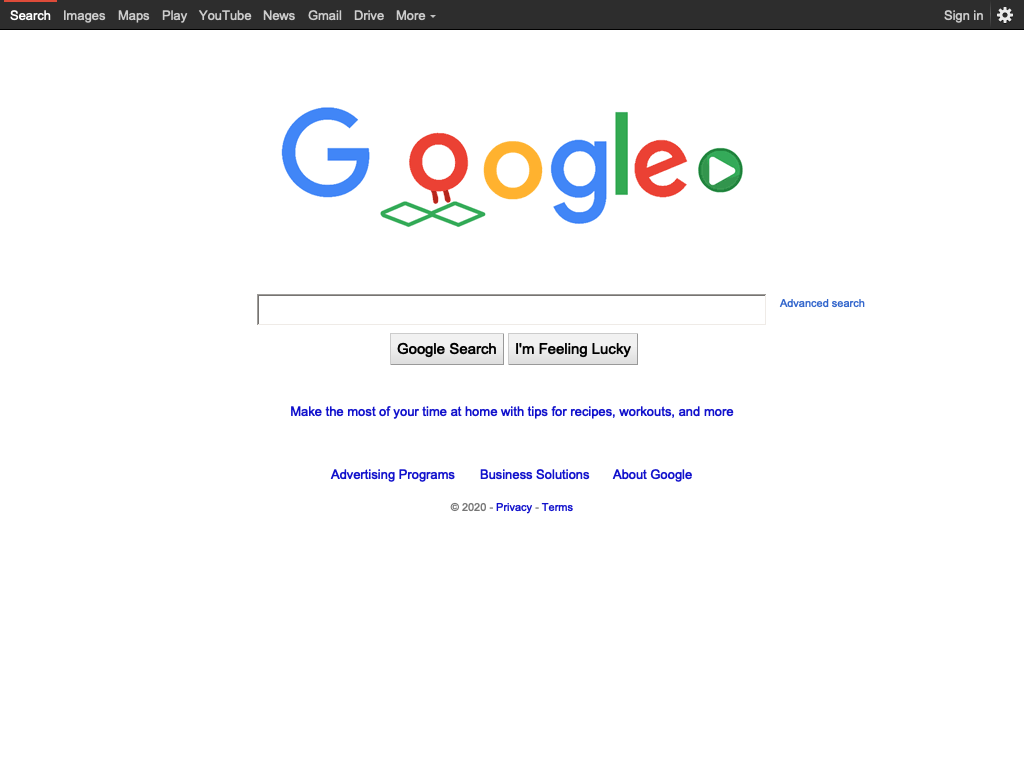 Search Images Maps Play YouTube News Gmail Drive More Sign in
Google
Advanced search
Google Search I'm Feeling Lucky
Make the most of your time at home with tips for recipes, workouts, and more
Advertising Programs Business Solutions About Google
© 2020 - Privacy - Terms